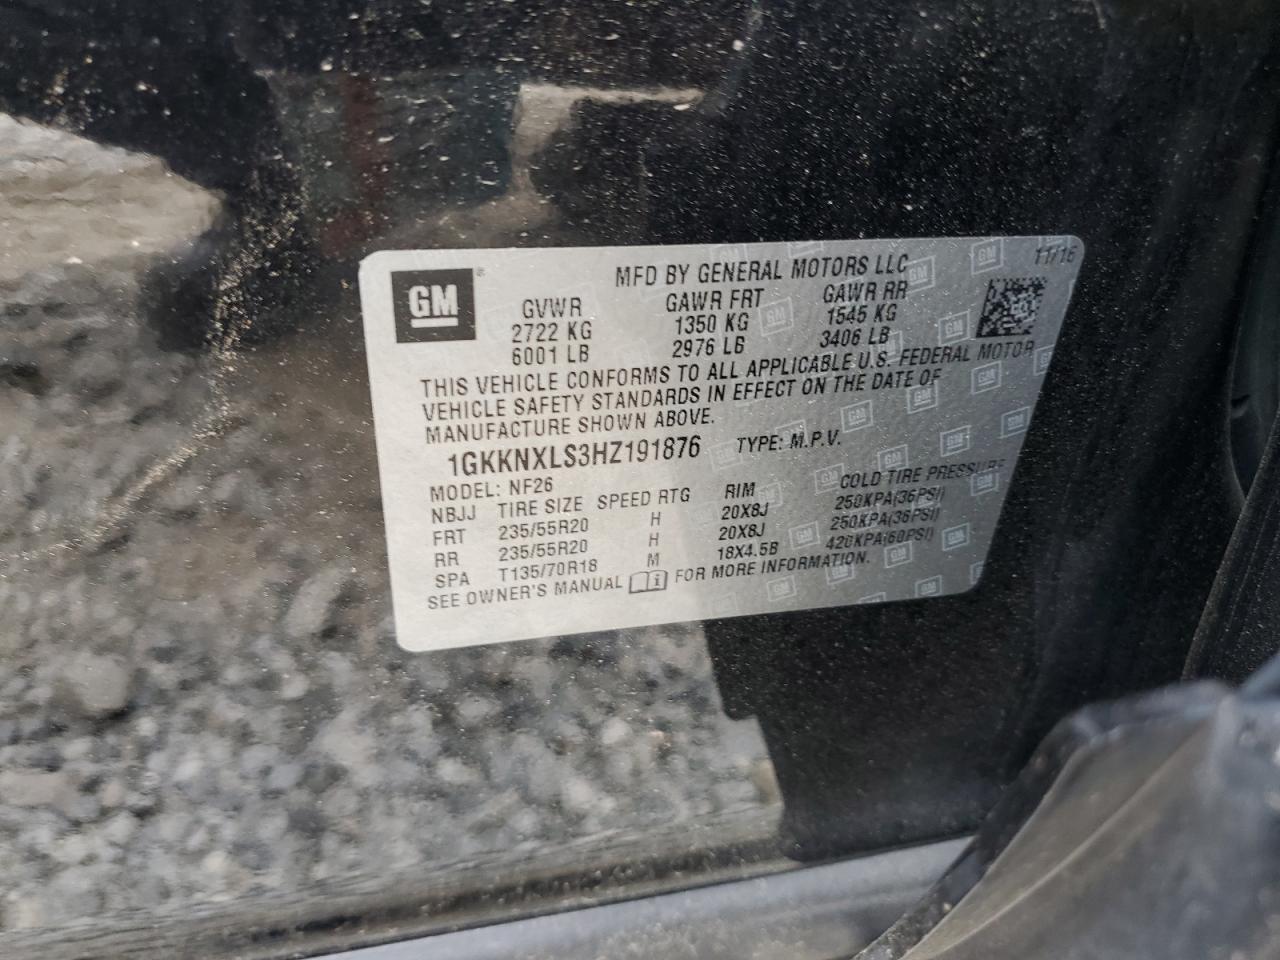 GM ® MFD BY GENERAL MOTORS LLC 11/16
GVWR GAWR FRT GAWR RR
2722 KG 1350 KG 1545 KG
6001 LB 2976 LB 3406 LB
THIS VEHICLE CONFORMS TO ALL APPLICABLE U.S. FEDERAL MOTOR
VEHICLE SAFETY STANDARDS IN EFFECT ON THE DATE OF
MANUFACTURE SHOWN ABOVE.
1GKKNXLS3HZ191876 TYPE: M.P.V.
MODEL: NF26
NBJJ TIRE SIZE SPEED RTG RIM COLD TIRE PRESSURE
FRT 235/55R20 H 20X8J 250KPA(36PSI)
RR 235/55R20 H 20X8J 250KPA(36PSI)
SPA T135/70R18 M 18X4.5B 420KPA(60PSI)
SEE OWNER'S MANUAL FOR MORE INFORMATION.